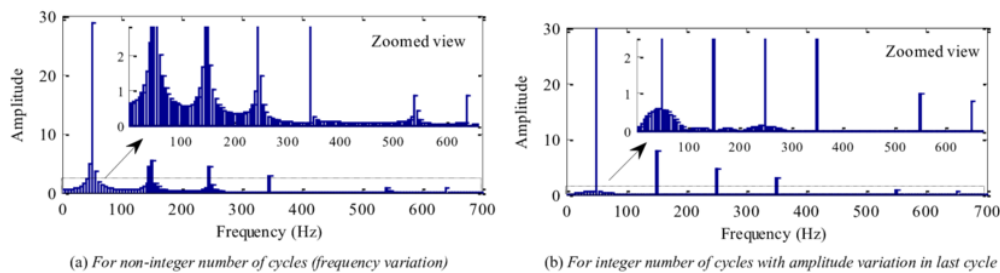 (a)
30
Zoomed view
2
1
100 200 300 400 500 600
20
10
0
Amplitude
0 100 200 300 400 500 600 700
Frequency (Hz)
(a) For non-integer number of cycles (frequency variation)
(b)
30
Zoomed view
2
1
0
100 200 300 400 500 600
20
10
0
Amplitude
0 100 200 300 400 500 600 700
Frequency (Hz)
(b) For integer number of cycles with amplitude variation in last cycle